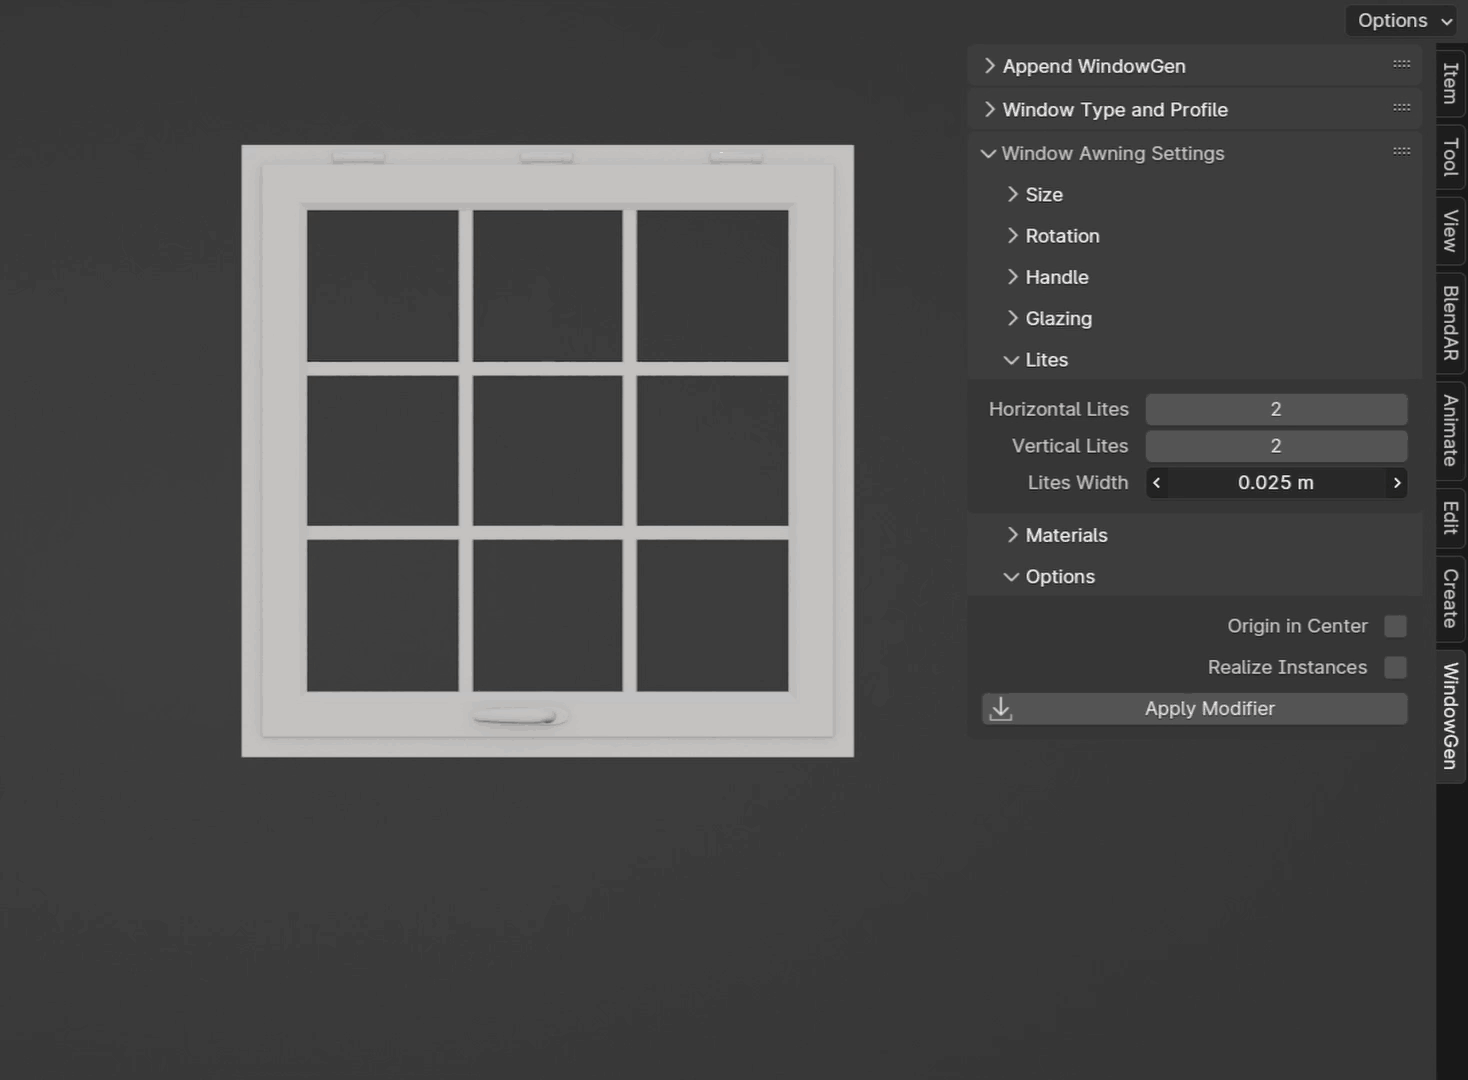 Options
Append WindowGen
Window Type and Profile
Window Awning Settings
Size
Rotation
Handle
Glazing
Lites
Horizontal Lites 2
Vertical Lites 2
Lites Width 0.025 m
Materials
Options
Origin in Center
Realize Instances
Apply Modifier
Item
Tool
View
BlendAR
Animate
Edit
Create
WindowGen